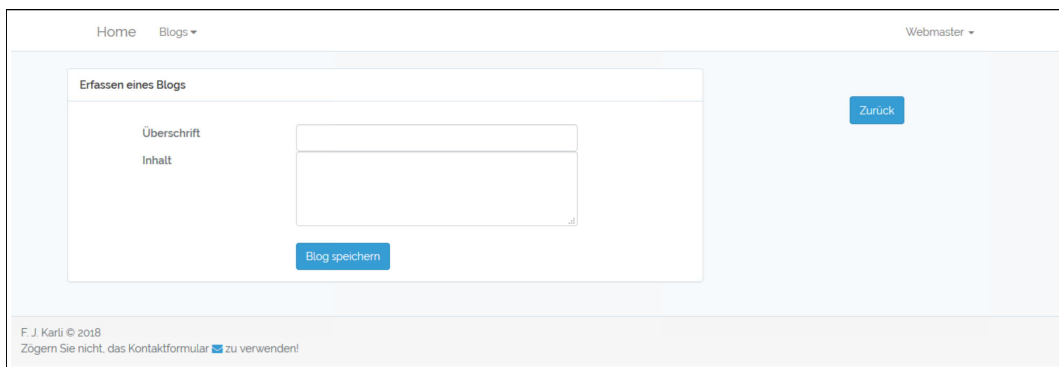 Home Blogs Webmaster
Erfassen eines Blogs
Zurück
Überschrift
Inhalt
Blog speichern
F. J. Karli © 2018
Zögern Sie nicht, das Kontaktformular zu verwenden!